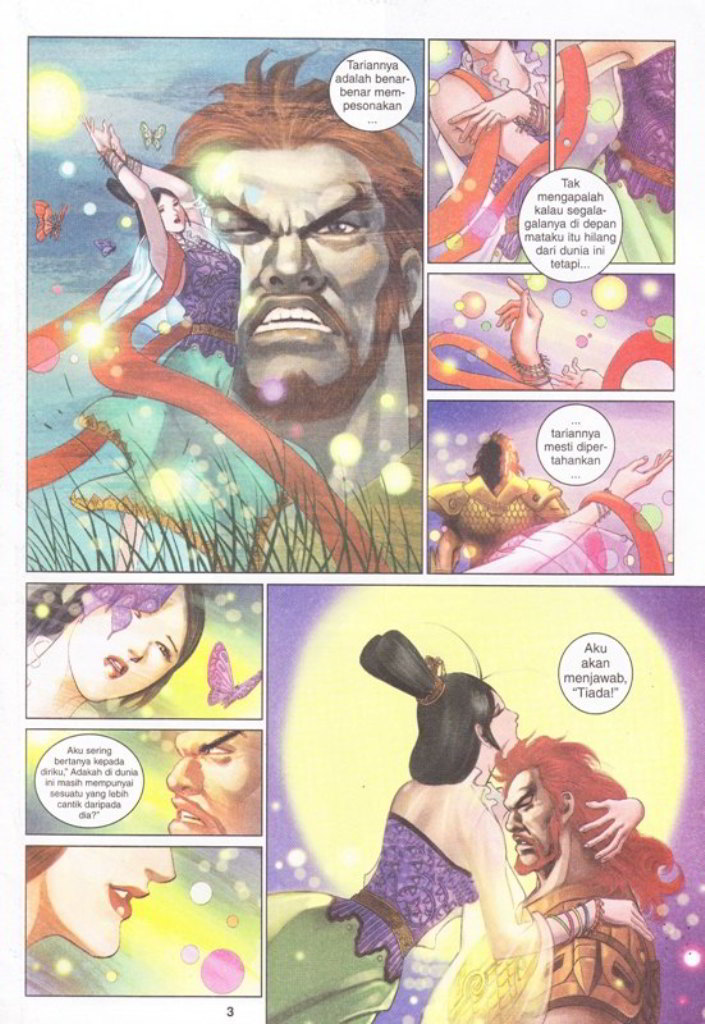 Tariannya
adalah benar-
benar mem-
pesonakan
...
Tak
mengapalah
kalau segala-
galanya di depan
mataku itu hilang
dari dunia ini
tetapi...
...
tariannya
mesti diper-
tahankan
...
Aku sering
bertanya kepada
diriku," Adakah di dunia
ini masih mempunyai
sesuatu yang lebih
cantik daripada
dia?"
Aku
akan
menjawab,
"Tiada!"
3